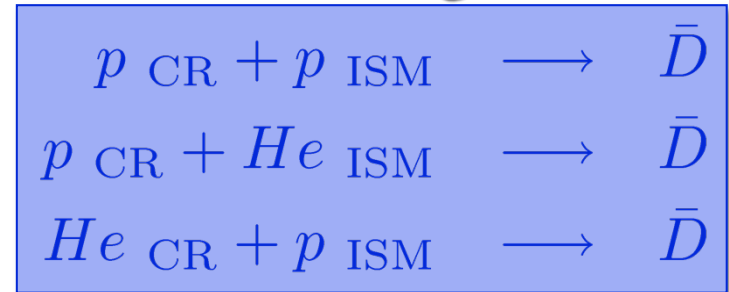 p CR + p ISM ⟶ D̄
p CR + He ISM ⟶ D̄
He CR + p ISM ⟶ D̄